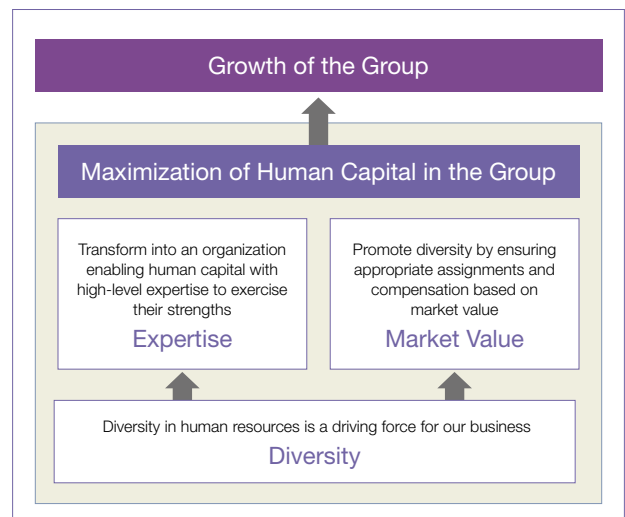 Growth of the Group
Maximization of Human Capital in the Group
Transform into an organization
enabling human capital with
high-level expertise to exercise
their strengths
Expertise
Promote diversity by ensuring
appropriate assignments and
compensation based on
market value
Market Value
Diversity in human resources is a driving force for our business
Diversity